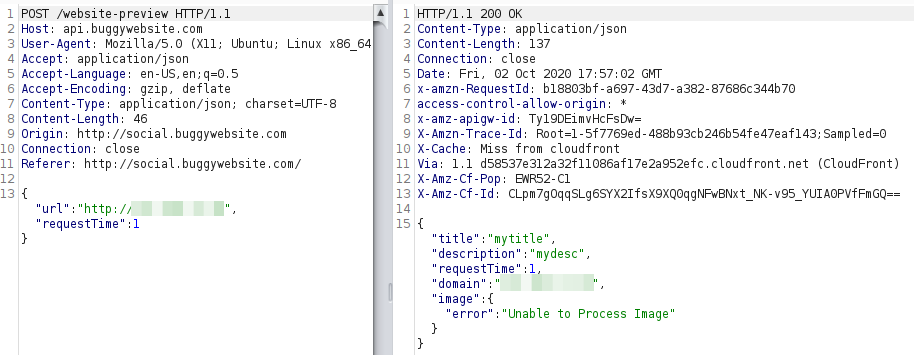 1 POST /website-preview HTTP/1.1
2 Host: api.buggywebsite.com
3 User-Agent: Mozilla/5.0 (X11; Ubuntu; Linux x86_64
4 Accept: application/json
5 Accept-Language: en-US,en;q=0.5
6 Accept-Encoding: gzip, deflate
7 Content-Type: application/json; charset=UTF-8
8 Content-Length: 46
9 Origin: http://social.buggywebsite.com
10 Connection: close
11 Referer: http://social.buggywebsite.com/
12
13 {
"url":"http://",
"requestTime":1
}
1 HTTP/1.1 200 OK
2 Content-Type: application/json
3 Content-Length: 137
4 Connection: close
5 Date: Fri, 02 Oct 2020 17:57:02 GMT
6 x-amzn-RequestId: b18803bf-a697-43d7-a382-87686c344b70
7 access-control-allow-origin: *
8 x-amz-apigw-id: Tyl9DEimvHcFsDw=
9 X-Amzn-Trace-Id: Root=1-5f7769ed-488b93cb246b54fe47eaf143;Sampled=0
10 X-Cache: Miss from cloudfront
11 Via: 1.1 d58537e312a32f11086af17e2a952efc.cloudfront.net (CloudFront)
12 X-Amz-Cf-Pop: EWR52-C1
13 X-Amz-Cf-Id: CLpm7gOqqSLg6SYX2IfsX9XQ0qgNFwBNxt_NK-v95_YUIA0PVfFmGQ==
14
15 {
"title":"mytitle",
"description":"mydesc",
"requestTime":1,
"domain":"",
"image":{
"error":"Unable to Process Image"
}
}